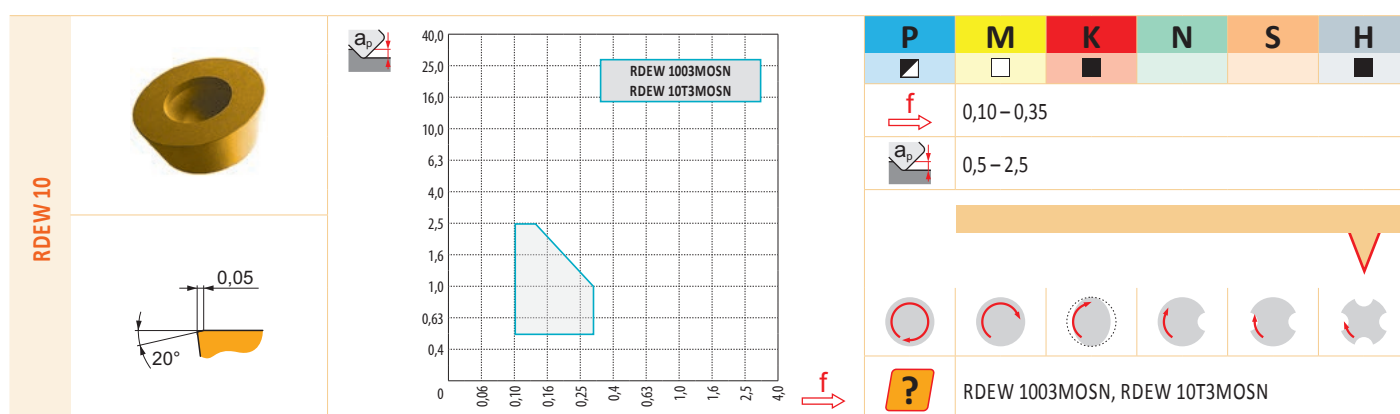 RDEW 10
0,05
20°
aₚ
40,0
25,0
16,0
10,0
6,3
4,0
2,5
1,6
1,0
0,63
0,4
0
RDEW 1003MOSN
RDEW 10T3MOSN
0,06
0,10
0,16
0,25
0,4
0,63
1,0
1,6
2,5
4,0
f
P M K N S H
f
0,10 – 0,35
aₚ
0,5 – 2,5
?
RDEW 1003MOSN, RDEW 10T3MOSN